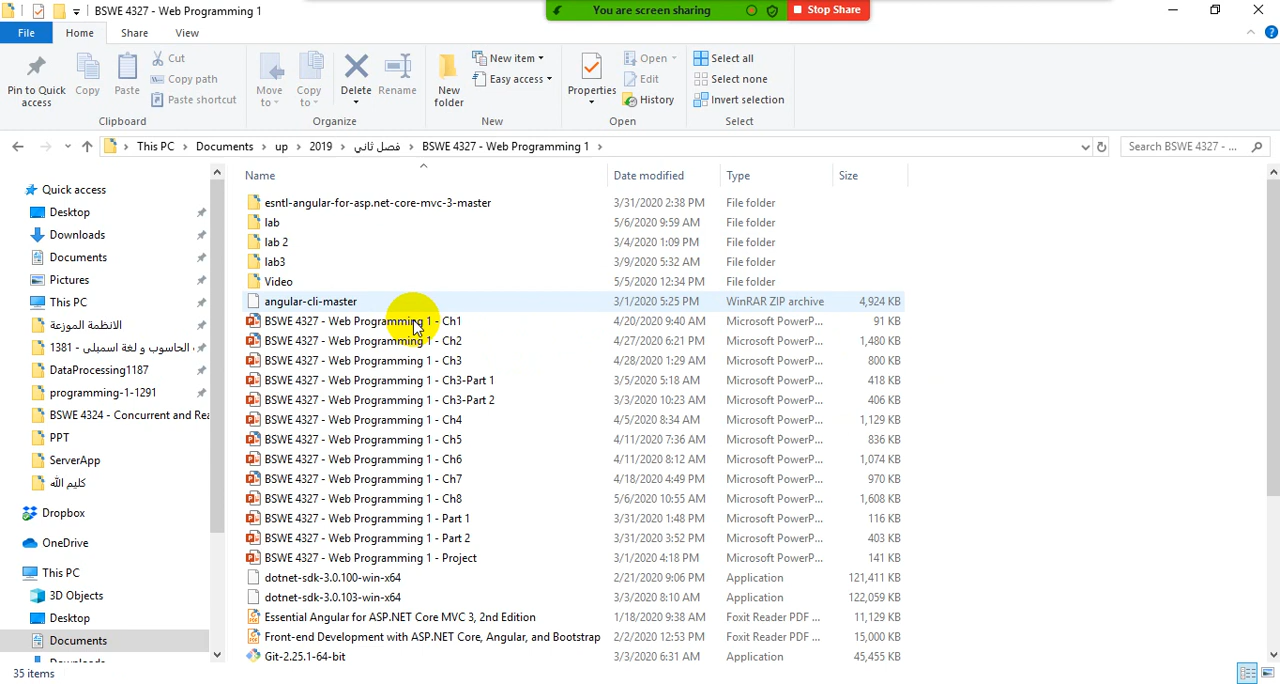 BSWE 4327 - Web Programming 1
You are screen sharing
Stop Share
File Home Share View
Pin to Quick access
Copy
Paste
Cut
Copy path
Paste shortcut
Clipboard
Move to
Copy to
Delete
Rename
Organize
New folder
New item
Easy access
New
Properties
Open
Edit
History
Open
Select all
Select none
Invert selection
Select
This PC › Documents › up › 2019 › فصل ثاني › BSWE 4327 - Web Programming 1 ›
Search BSWE 4327 - ...
Quick access
Desktop
Downloads
Documents
Pictures
This PC
الانظمة الموزعة
الحاسوب و لغة اسمبلي - 1381
DataProcessing1187
programming-1-1291
BSWE 4324 - Concurrent and Rea
PPT
ServerApp
كليم الله
Dropbox
OneDrive
This PC
3D Objects
Desktop
Documents
Name Date modified Type Size
esntl-angular-for-asp.net-core-mvc-3-master 3/31/2020 2:38 PM File folder
lab 5/6/2020 9:59 AM File folder
lab 2 3/4/2020 1:09 PM File folder
lab3 3/9/2020 5:32 AM File folder
Video 5/5/2020 12:34 PM File folder
angular-cli-master 3/1/2020 5:25 PM WinRAR ZIP archive 4,924 KB
BSWE 4327 - Web Programming 1 - Ch1 4/20/2020 9:40 AM Microsoft PowerP... 91 KB
BSWE 4327 - Web Programming 1 - Ch2 4/27/2020 6:21 PM Microsoft PowerP... 1,480 KB
BSWE 4327 - Web Programming 1 - Ch3 4/28/2020 1:29 AM Microsoft PowerP... 800 KB
BSWE 4327 - Web Programming 1 - Ch3-Part 1 3/5/2020 5:18 AM Microsoft PowerP... 418 KB
BSWE 4327 - Web Programming 1 - Ch3-Part 2 3/3/2020 10:23 AM Microsoft PowerP... 406 KB
BSWE 4327 - Web Programming 1 - Ch4 4/5/2020 8:34 AM Microsoft PowerP... 1,129 KB
BSWE 4327 - Web Programming 1 - Ch5 4/11/2020 7:36 AM Microsoft PowerP... 836 KB
BSWE 4327 - Web Programming 1 - Ch6 4/11/2020 8:12 AM Microsoft PowerP... 1,074 KB
BSWE 4327 - Web Programming 1 - Ch7 4/18/2020 4:49 PM Microsoft PowerP... 970 KB
BSWE 4327 - Web Programming 1 - Ch8 5/6/2020 10:55 AM Microsoft PowerP... 1,608 KB
BSWE 4327 - Web Programming 1 - Part 1 3/31/2020 1:48 PM Microsoft PowerP... 116 KB
BSWE 4327 - Web Programming 1 - Part 2 3/31/2020 3:52 PM Microsoft PowerP... 403 KB
BSWE 4327 - Web Programming 1 - Project 3/1/2020 4:18 PM Microsoft PowerP... 141 KB
dotnet-sdk-3.0.100-win-x64 2/21/2020 9:06 PM Application 121,411 KB
dotnet-sdk-3.0.103-win-x64 3/3/2020 8:10 AM Application 122,059 KB
Essential Angular for ASP.NET Core MVC 3, 2nd Edition 1/18/2020 9:38 AM Foxit Reader PDF ... 11,129 KB
Front-end Development with ASP.NET Core, Angular, and Bootstrap 2/2/2020 12:53 PM Foxit Reader PDF ... 15,000 KB
Git-2.25.1-64-bit 3/3/2020 6:31 AM Application 45,455 KB
35 items